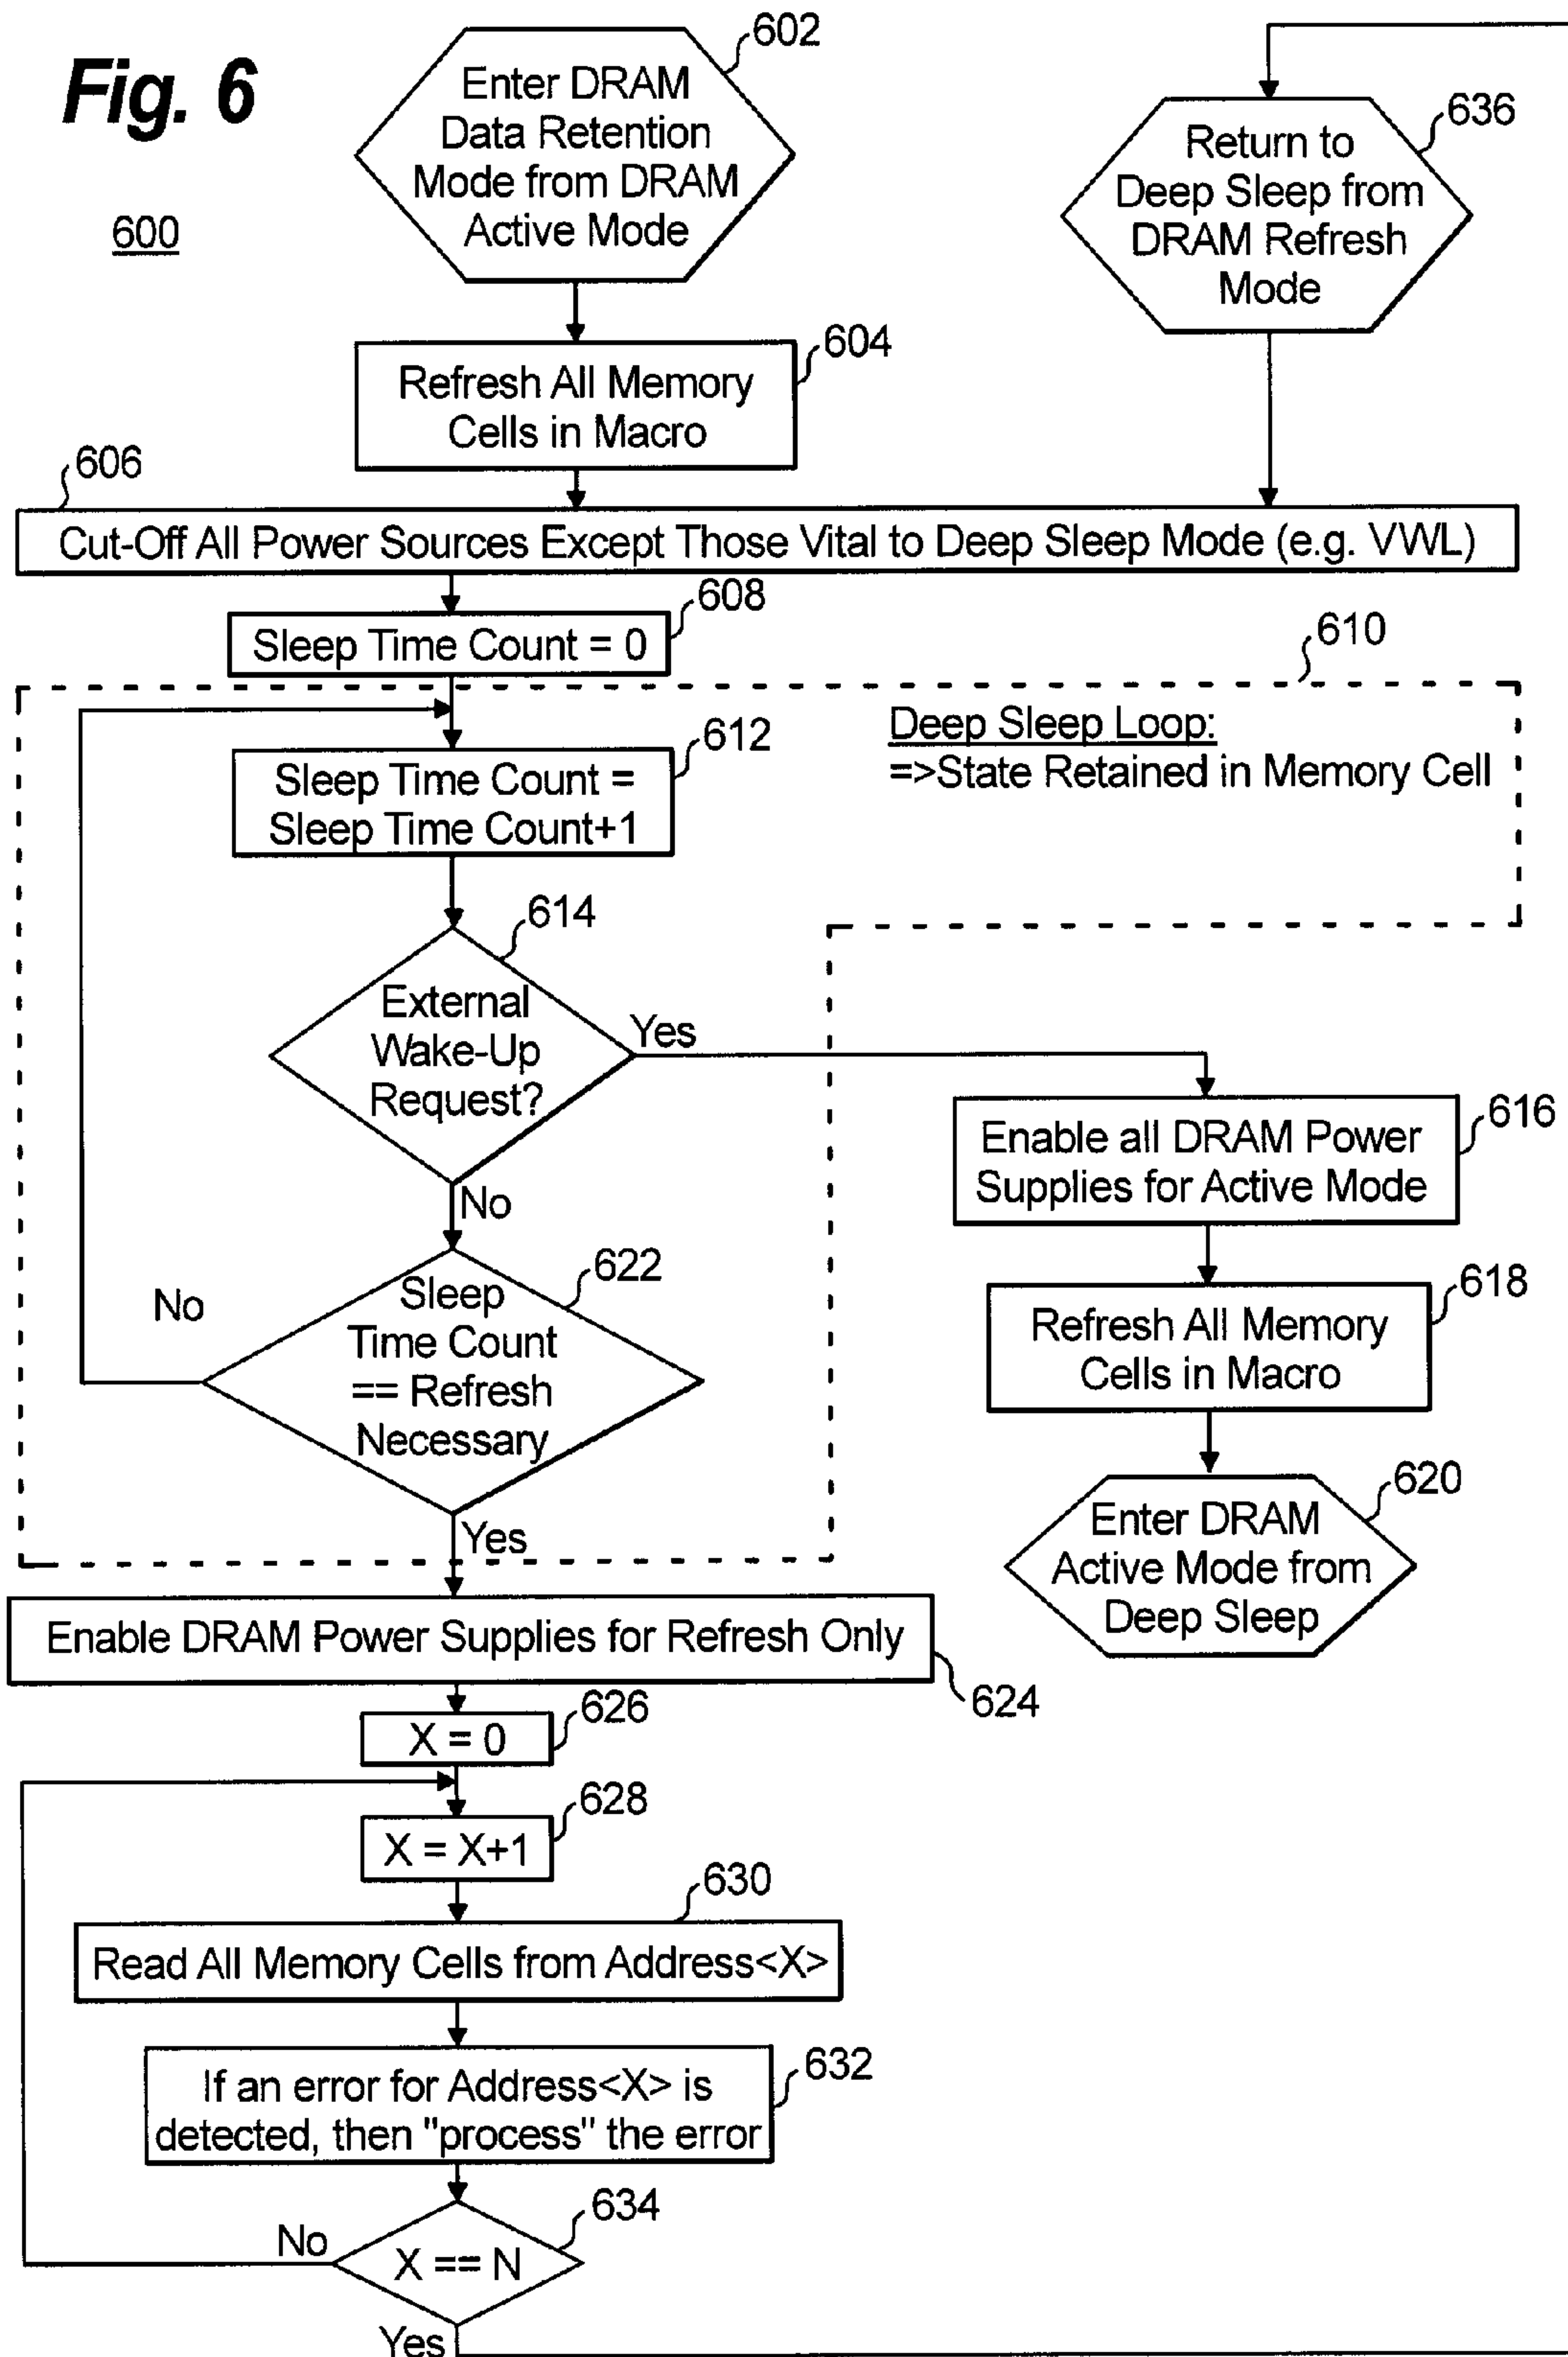 Fig. 6
600
602
Enter DRAM
Data Retention
Mode from DRAM
Active Mode
636
Return to
Deep Sleep from
DRAM Refresh
Mode
604
Refresh All Memory
Cells in Macro
606
Cut-Off All Power Sources Except Those Vital to Deep Sleep Mode (e.g. VWL)
608
Sleep Time Count = 0
610
Deep Sleep Loop:
=>State Retained in Memory Cell
612
Sleep Time Count =
Sleep Time Count+1
614
External
Wake-Up
Request?
Yes
No
616
Enable all DRAM Power
Supplies for Active Mode
618
Refresh All Memory
Cells in Macro
620
Enter DRAM
Active Mode from
Deep Sleep
622
Sleep
Time Count
== Refresh
Necessary
No
Yes
Enable DRAM Power Supplies for Refresh Only
624
626
X = 0
628
X = X+1
630
Read All Memory Cells from Address<X>
632
If an error for Address<X> is
detected, then "process" the error
634
X == N
No
Yes